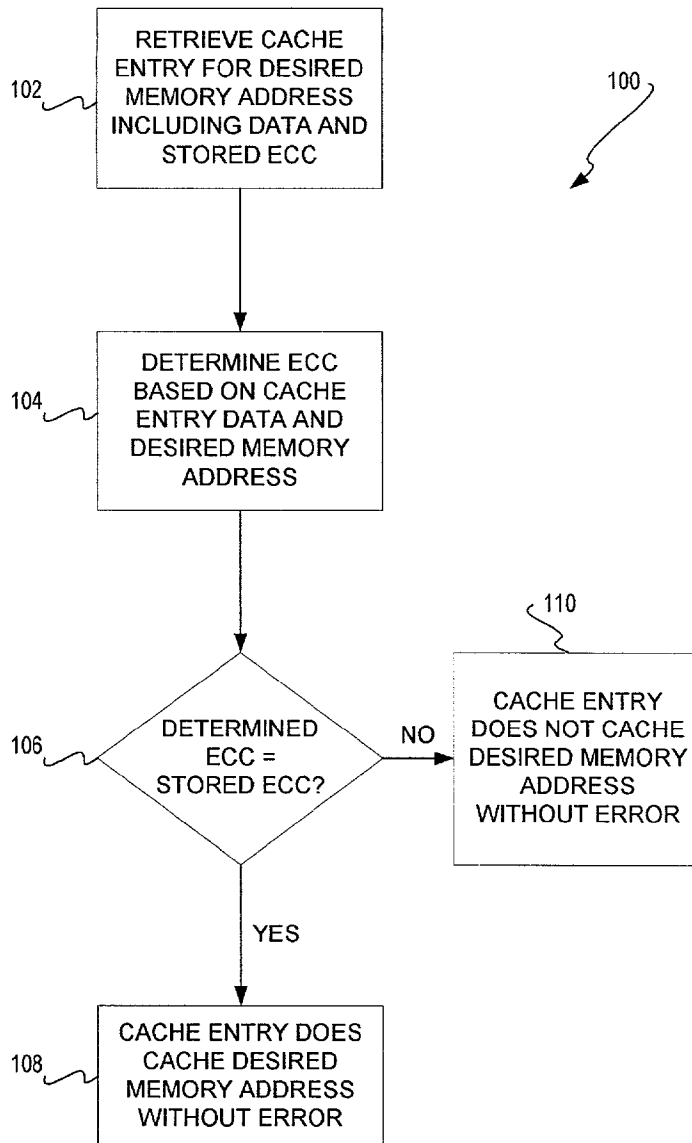 RETRIEVE CACHE
ENTRY FOR DESIRED
MEMORY ADDRESS
INCLUDING DATA AND
STORED ECC
102
100
DETERMINE ECC
BASED ON CACHE
ENTRY DATA AND
DESIRED MEMORY
ADDRESS
104
110
DETERMINED
ECC =
STORED ECC?
106
NO
CACHE ENTRY
DOES NOT CACHE
DESIRED MEMORY
ADDRESS
WITHOUT ERROR
YES
CACHE ENTRY DOES
CACHE DESIRED
MEMORY ADDRESS
WITHOUT ERROR
108